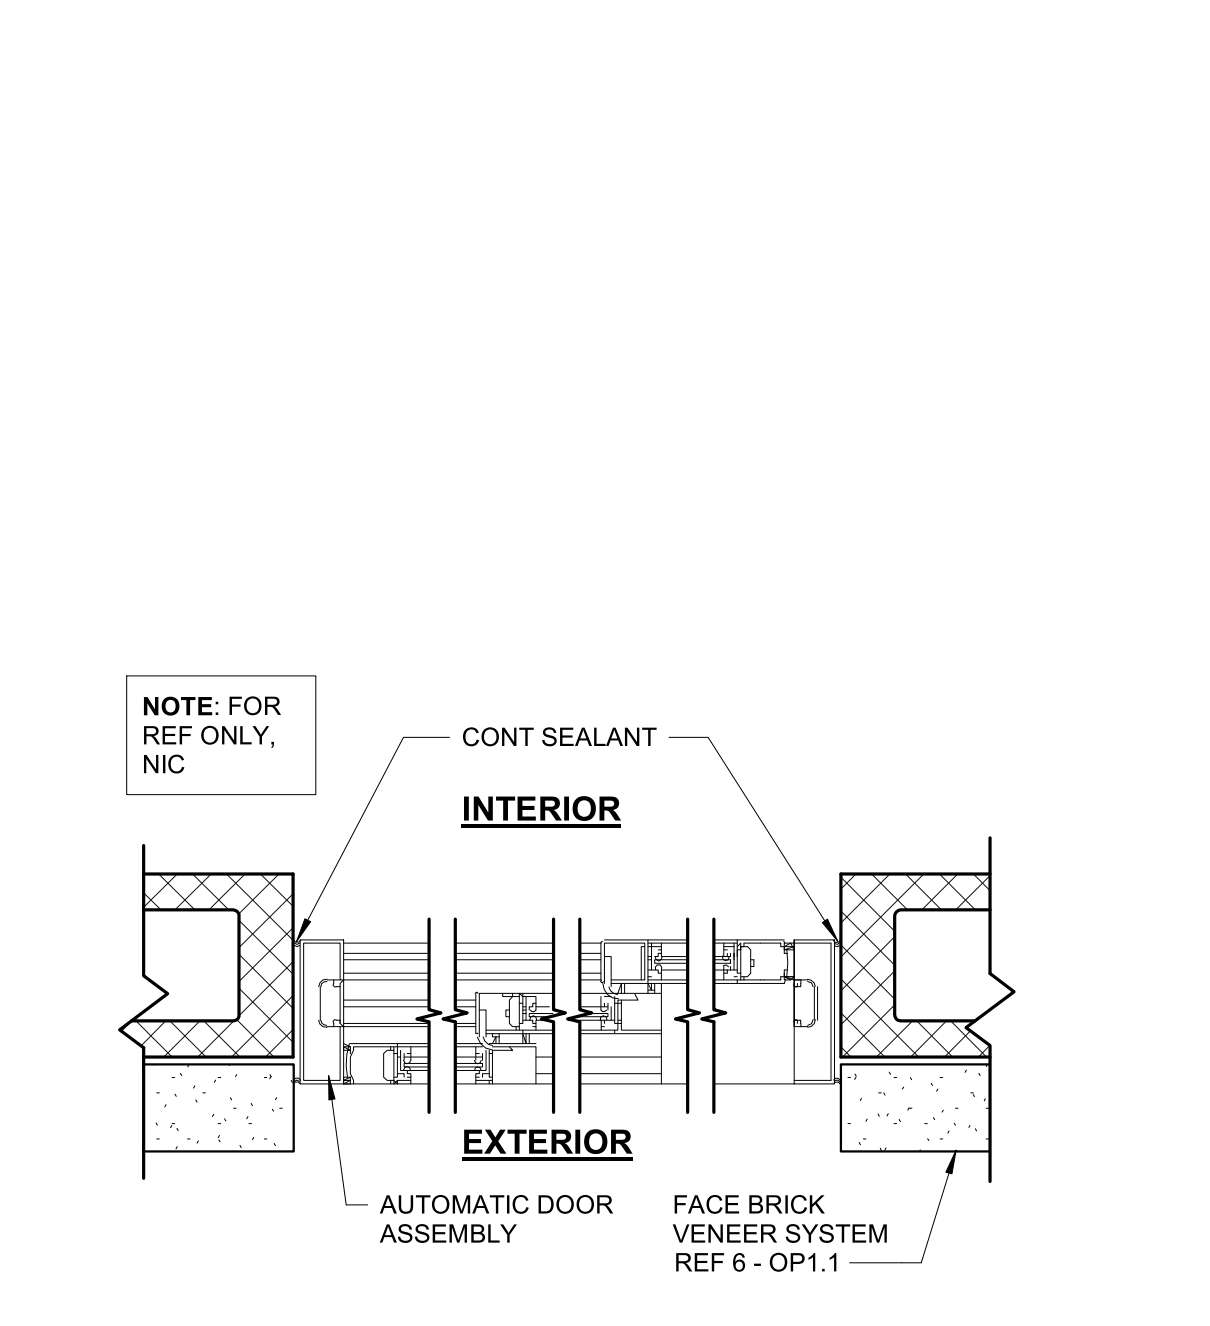 NOTE: FOR
REF ONLY,
NIC
CONT SEALANT
INTERIOR
EXTERIOR
AUTOMATIC DOOR
ASSEMBLY
FACE BRICK
VENEER SYSTEM
REF 6 - OP1.1